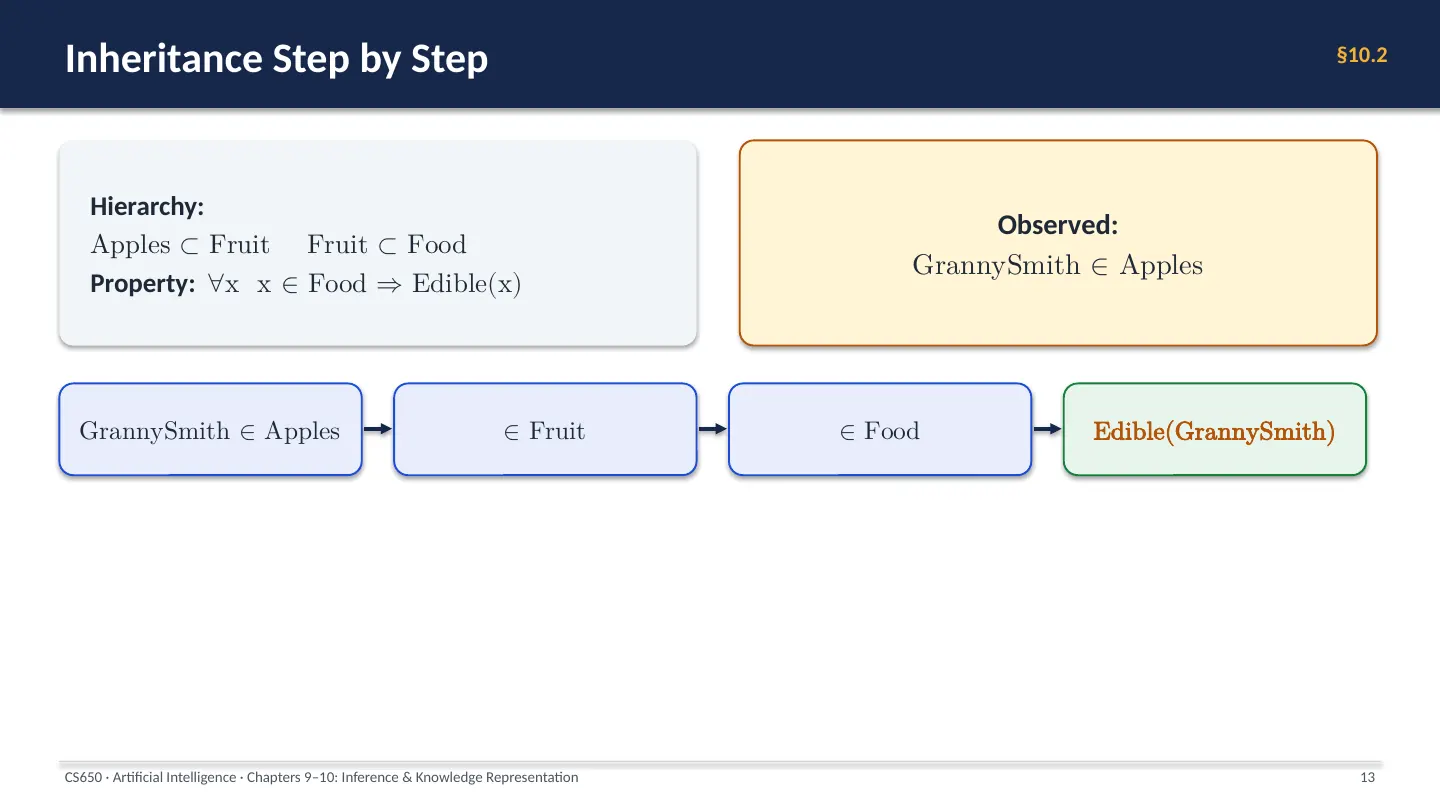 Inheritance Step by Step
§10.2
Hierarchy:
Apples ⊂ Fruit Fruit ⊂ Food
Property: ∀x x ∈ Food ⇒ Edible(x)
Observed:
GrannySmith ∈ Apples
GrannySmith ∈ Apples
∈ Fruit
∈ Food
Edible(GrannySmith)
CS650 · Artificial Intelligence · Chapters 9–10: Inference & Knowledge Representation
13